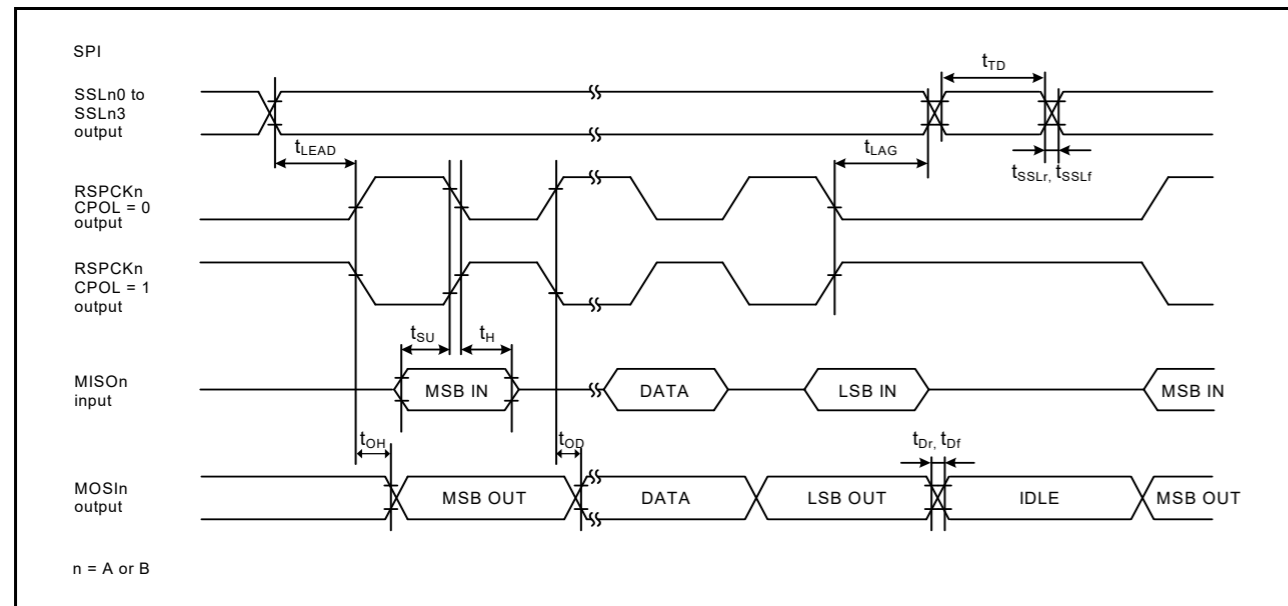 SPI
SSLn0 to
SSLn3
output
tTD
tLEAD
tLAG
tSSLr, tSSLf
RSPCKn
CPOL = 0
output
RSPCKn
CPOL = 1
output
tSU
tH
MISOn
input
MSB IN
DATA
LSB IN
MSB IN
tOH
tOD
tDr, tDf
MOSIn
output
MSB OUT
DATA
LSB OUT
IDLE
MSB OUT
n = A or B